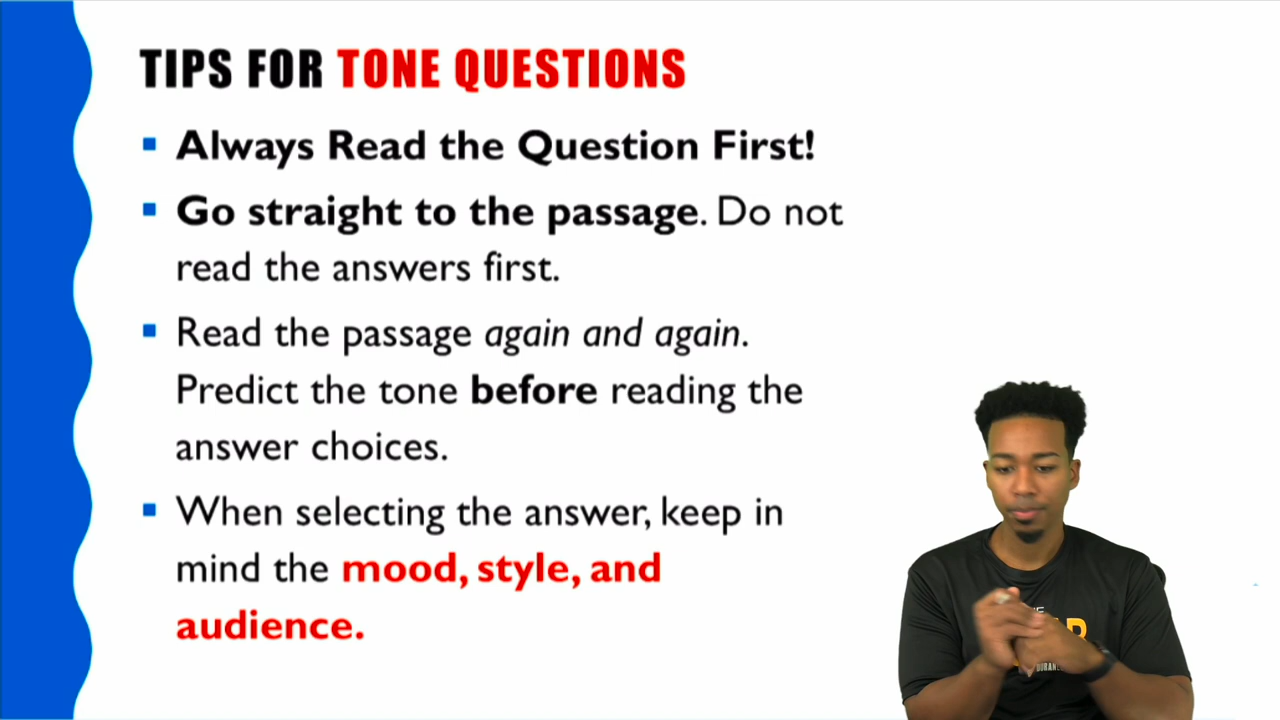 TIPS FOR TONE QUESTIONS
▪ Always Read the Question First!
▪ Go straight to the passage. Do not
read the answers first.
▪ Read the passage again and again.
Predict the tone before reading the
answer choices.
▪ When selecting the answer, keep in
mind the mood, style, and
audience.